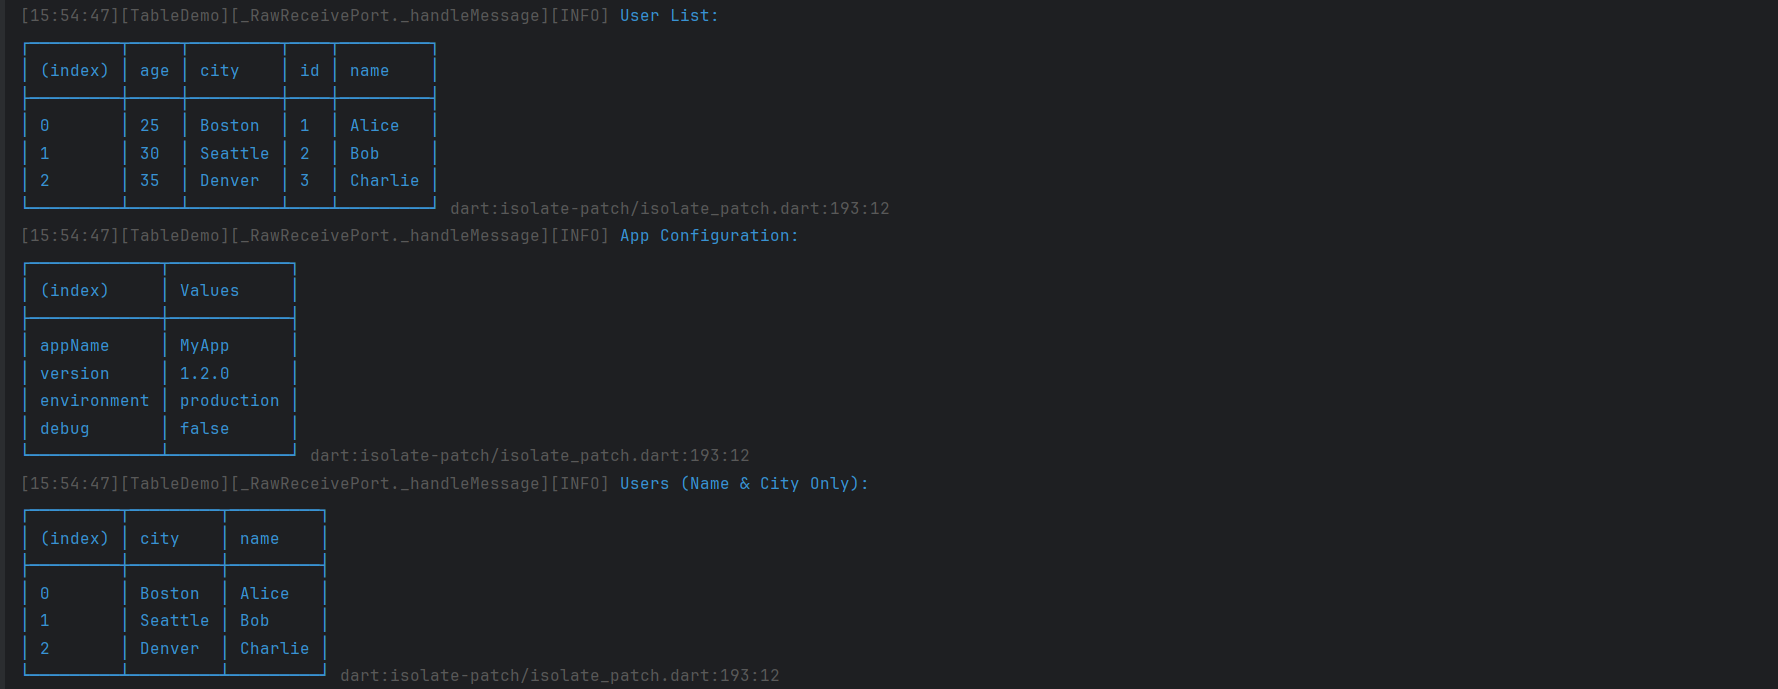 [15:54:47][TableDemo][_RawReceivePort._handleMessage][INFO] User List:
(index) age city id name
0 25 Boston 1 Alice
1 30 Seattle 2 Bob
2 35 Denver 3 Charlie
dart:isolate-patch/isolate_patch.dart:193:12
[15:54:47][TableDemo][_RawReceivePort._handleMessage][INFO] App Configuration:
(index) Values
appName MyApp
version 1.2.0
environment production
debug false
dart:isolate-patch/isolate_patch.dart:193:12
[15:54:47][TableDemo][_RawReceivePort._handleMessage][INFO] Users (Name & City Only):
(index) city name
0 Boston Alice
1 Seattle Bob
2 Denver Charlie
dart:isolate-patch/isolate_patch.dart:193:12